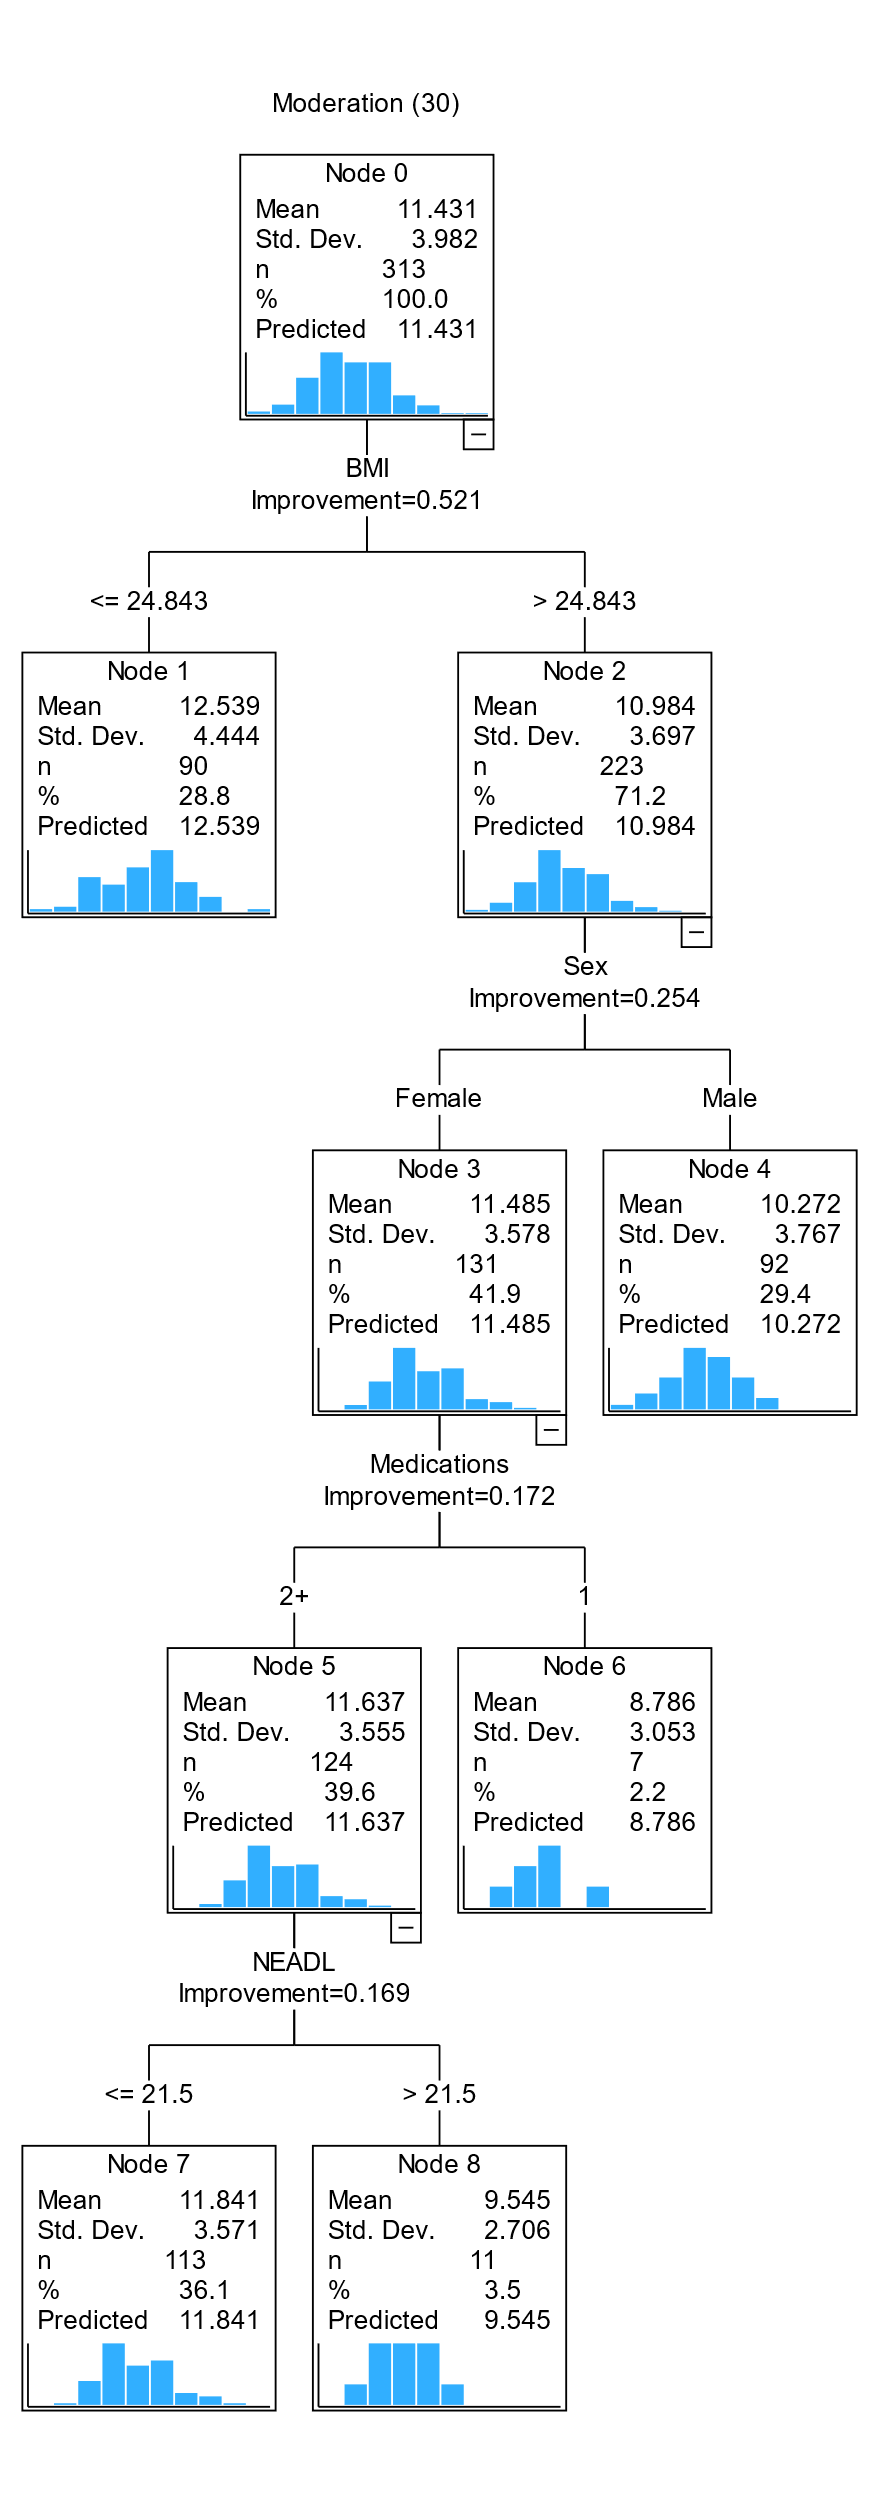 Moderation (30)
Node 0
Mean 11.431
Std. Dev. 3.982
n 313
% 100.0
Predicted 11.431
BMI
Improvement=0.521
<= 24.843
> 24.843
Node 1
Mean 12.539
Std. Dev. 4.444
n 90
% 28.8
Predicted 12.539
Node 2
Mean 10.984
Std. Dev. 3.697
n 223
% 71.2
Predicted 10.984
Sex
Improvement=0.254
Female
Male
Node 3
Mean 11.485
Std. Dev. 3.578
n 131
% 41.9
Predicted 11.485
Node 4
Mean 10.272
Std. Dev. 3.767
n 92
% 29.4
Predicted 10.272
Medications
Improvement=0.172
2+
1
Node 5
Mean 11.637
Std. Dev. 3.555
n 124
% 39.6
Predicted 11.637
Node 6
Mean 8.786
Std. Dev. 3.053
n 7
% 2.2
Predicted 8.786
NEADL
Improvement=0.169
<= 21.5
> 21.5
Node 7
Mean 11.841
Std. Dev. 3.571
n 113
% 36.1
Predicted 11.841
Node 8
Mean 9.545
Std. Dev. 2.706
n 11
% 3.5
Predicted 9.545